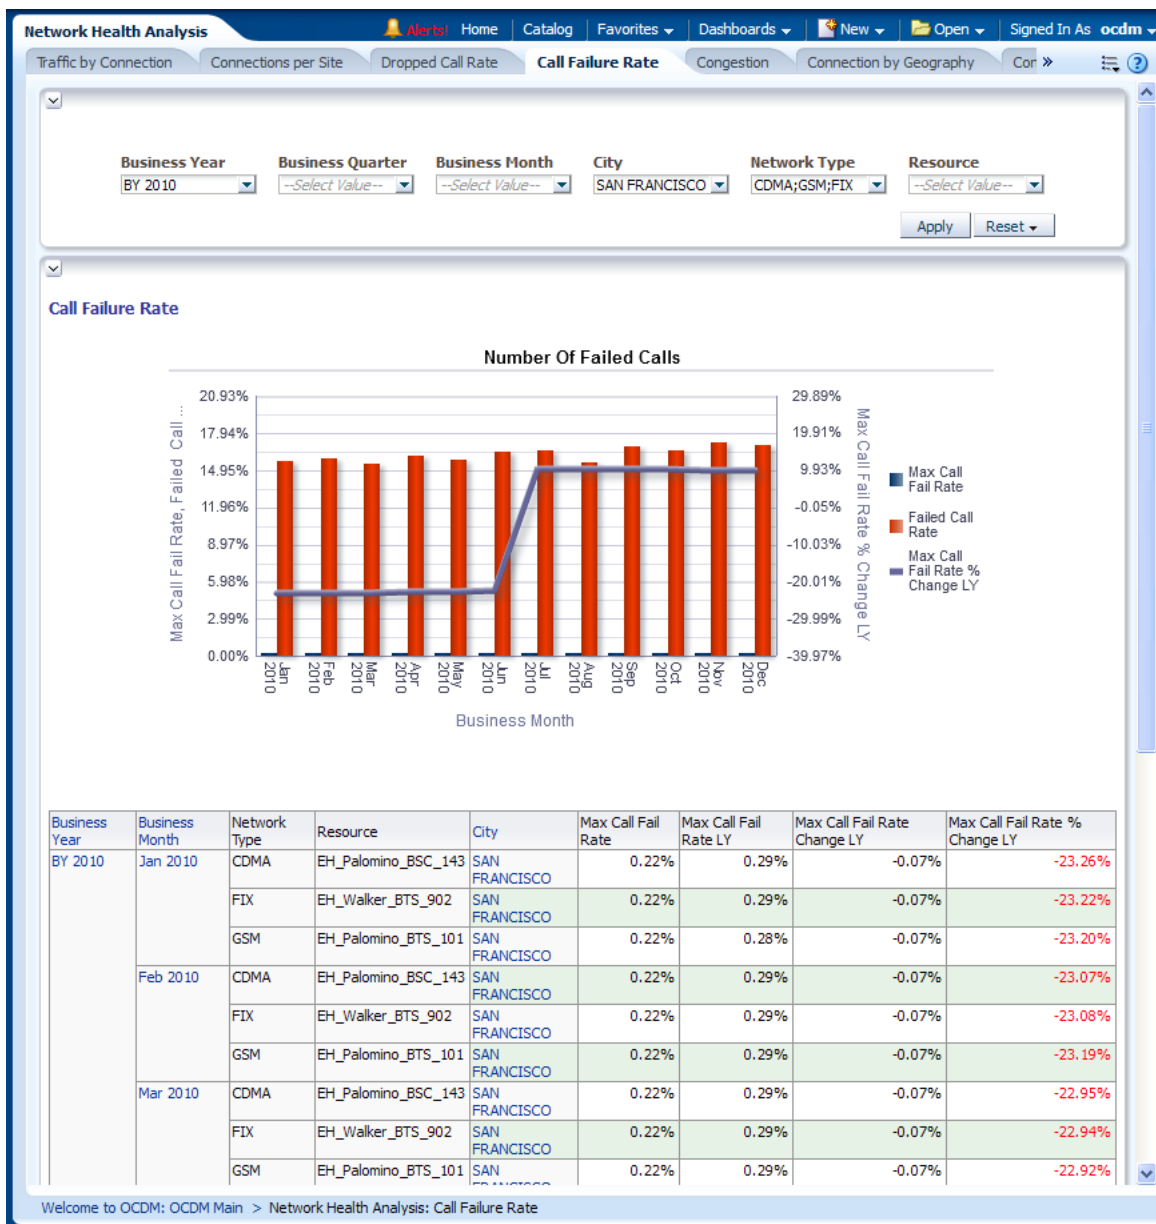 Network Health Analysis
Alerts! Home Catalog Favorites Dashboards New Open Signed In As ocdm
Traffic by Connection Connections per Site Dropped Call Rate Call Failure Rate Congestion Connection by Geography Cor »
Business Year Business Quarter Business Month City Network Type Resource
BY 2010 --Select Value-- --Select Value-- SAN FRANCISCO CDMA;GSM;FIX --Select Value--
Apply Reset
Call Failure Rate
Number Of Failed Calls
Max Call Fail Rate, Failed Call ...
20.93%
17.94%
14.95%
11.96%
8.97%
5.98%
2.99%
0.00%
29.89%
19.91%
9.93%
-0.05%
-10.03%
-20.01%
-29.99%
-39.97%
Max Call Fail Rate % Change LY
Max Call
Fail Rate
Failed Call
Rate
Max Call
Fail Rate %
Change LY
Jan 2010
Feb 2010
Mar 2010
Apr 2010
May 2010
Jun 2010
Jul 2010
Aug 2010
Sep 2010
Oct 2010
Nov 2010
Dec 2010
Business Month
Business Year Business Month Network Type Resource City Max Call Fail Rate Max Call Fail Rate LY Max Call Fail Rate Change LY Max Call Fail Rate % Change LY
BY 2010 Jan 2010 CDMA EH_Palomino_BSC_143 SAN FRANCISCO 0.22% 0.29% -0.07% -23.26%
FIX EH_Walker_BTS_902 SAN FRANCISCO 0.22% 0.29% -0.07% -23.22%
GSM EH_Palomino_BTS_101 SAN FRANCISCO 0.22% 0.28% -0.07% -23.20%
Feb 2010 CDMA EH_Palomino_BSC_143 SAN FRANCISCO 0.22% 0.29% -0.07% -23.07%
FIX EH_Walker_BTS_902 SAN FRANCISCO 0.22% 0.29% -0.07% -23.08%
GSM EH_Palomino_BTS_101 SAN FRANCISCO 0.22% 0.29% -0.07% -23.19%
Mar 2010 CDMA EH_Palomino_BSC_143 SAN FRANCISCO 0.22% 0.29% -0.07% -22.95%
FIX EH_Walker_BTS_902 SAN FRANCISCO 0.22% 0.29% -0.07% -22.94%
GSM EH_Palomino_BTS_101 SAN 0.22% 0.29% -0.07% -22.92%
Welcome to OCDM: OCDM Main > Network Health Analysis: Call Failure Rate